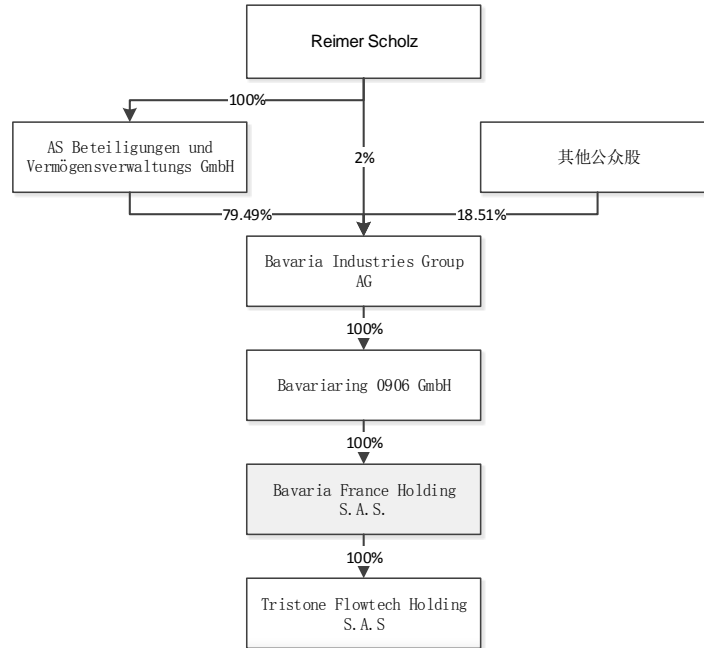 Reimer Scholz
100%
AS Beteiligungen und
Vermögensverwaltungs GmbH
2%
其他公众股
79.49%
18.51%
Bavaria Industries Group
AG
100%
Bavariaring 0906 GmbH
100%
Bavaria France Holding
S.A.S.
100%
Tristone Flowtech Holding
S.A.S